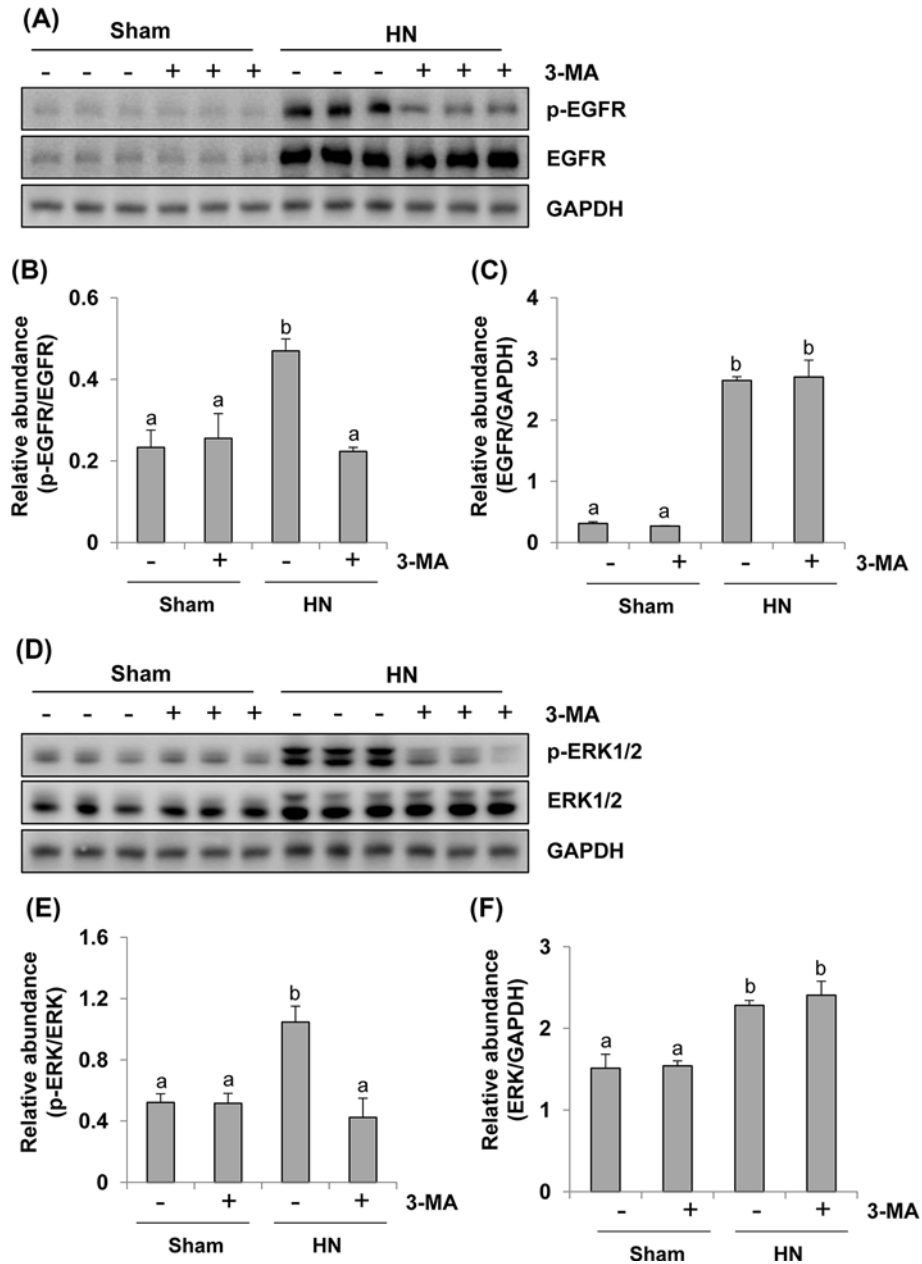 (A)
Sham HN
- - - + + + - - - + + + 3-MA
p-EGFR
EGFR
GAPDH
(B)
Relative abundance
(p-EGFR/EGFR)
0.6
0.4
0.2
0
a a b a
- + - + 3-MA
Sham HN
(C)
Relative abundance
(EGFR/GAPDH)
4
3
2
1
0
a a b b
- + - + 3-MA
Sham HN
(D)
Sham HN
- - - + + + - - - + + + 3-MA
p-ERK1/2
ERK1/2
GAPDH
(E)
Relative abundance
(p-ERK/ERK)
1.6
1.2
0.8
0.4
0
a a b a
- + - + 3-MA
Sham HN
(F)
Relative abundance
(ERK/GAPDH)
3
2
1
0
a a b b
- + - + 3-MA
Sham HN